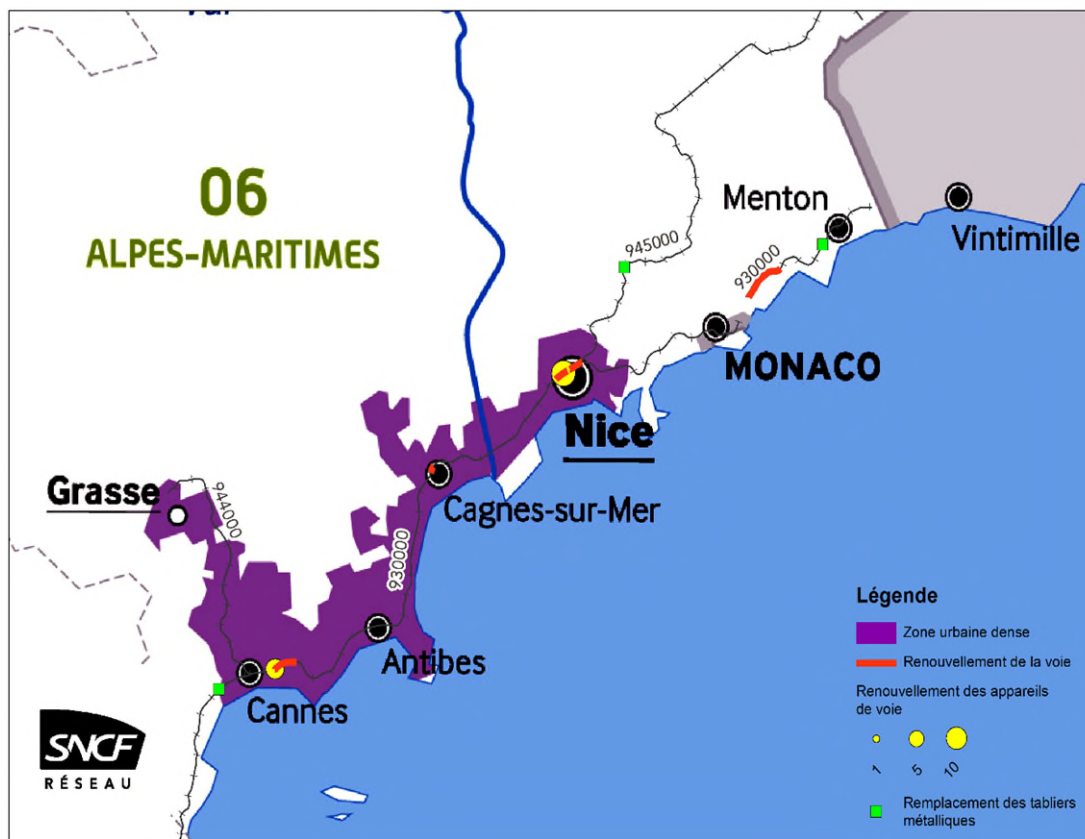 Var
06
ALPES-MARITIMES
945000
Menton
Vintimille
930000
MONACO
Nice
Grasse
944000
Cagnes-sur-Mer
930000
Antibes
Cannes
SNCF
RÉSEAU
Légende
Zone urbaine dense
Renouvellement de la voie
Renouvellement des appareils
de voie
1
5
10
Remplacement des tabliers
métalliques